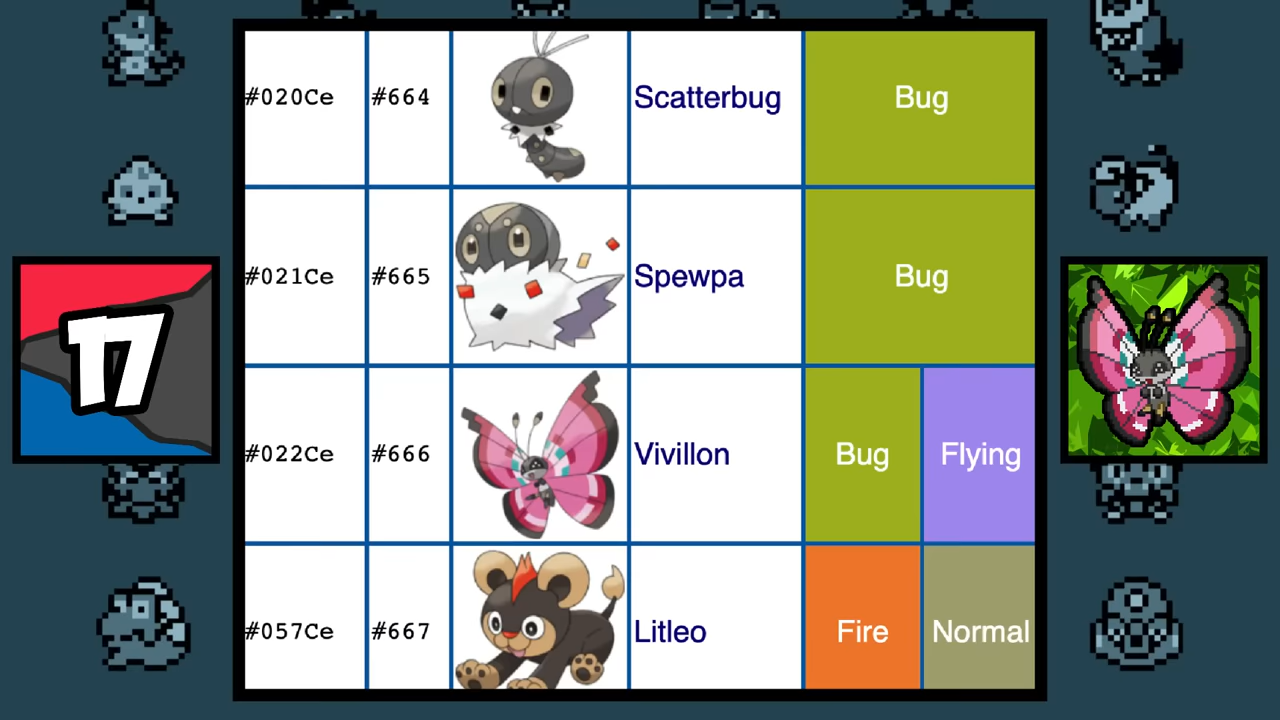 #020Ce #664 Scatterbug Bug
#021Ce #665 Spewpa Bug
17
#022Ce #666 Vivillon Bug Flying
#057Ce #667 Litleo Fire Normal